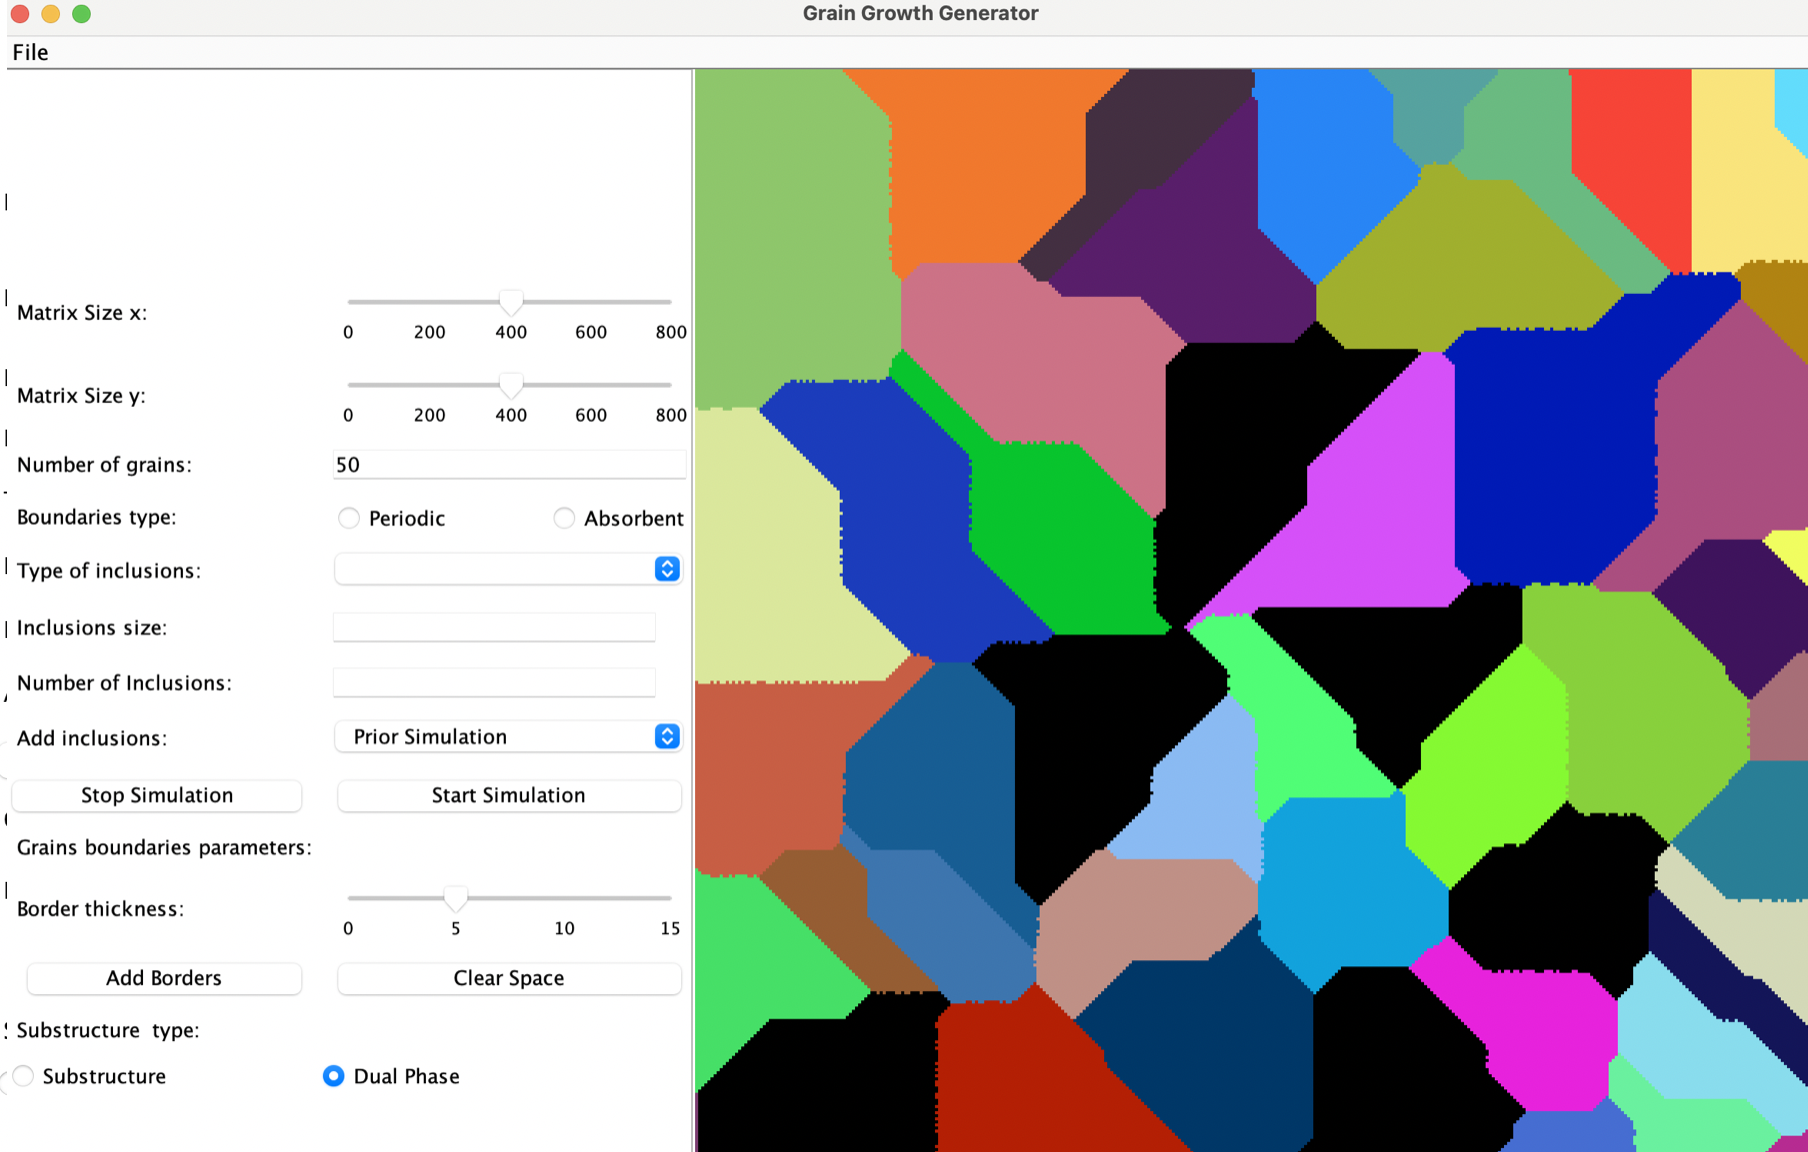 Grain Growth Generator
File
Matrix Size x:
0 200 400 600 800
Matrix Size y:
0 200 400 600 800
Number of grains: 50
Boundaries type: Periodic Absorbent
Type of inclusions:
Inclusions size:
Number of Inclusions:
Add inclusions: Prior Simulation
Stop Simulation Start Simulation
Grains boundaries parameters:
Border thickness:
0 5 10 15
Add Borders Clear Space
Substructure type:
Substructure Dual Phase